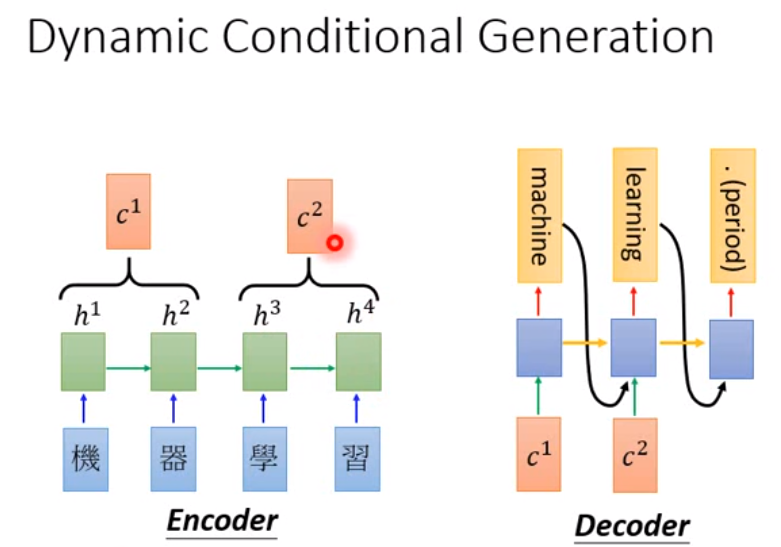 Dynamic Conditional Generation
c¹
c²
h¹
h²
h³
h⁴
機
器
學
習
Encoder
machine
learning
. (period)
c¹
c²
Decoder